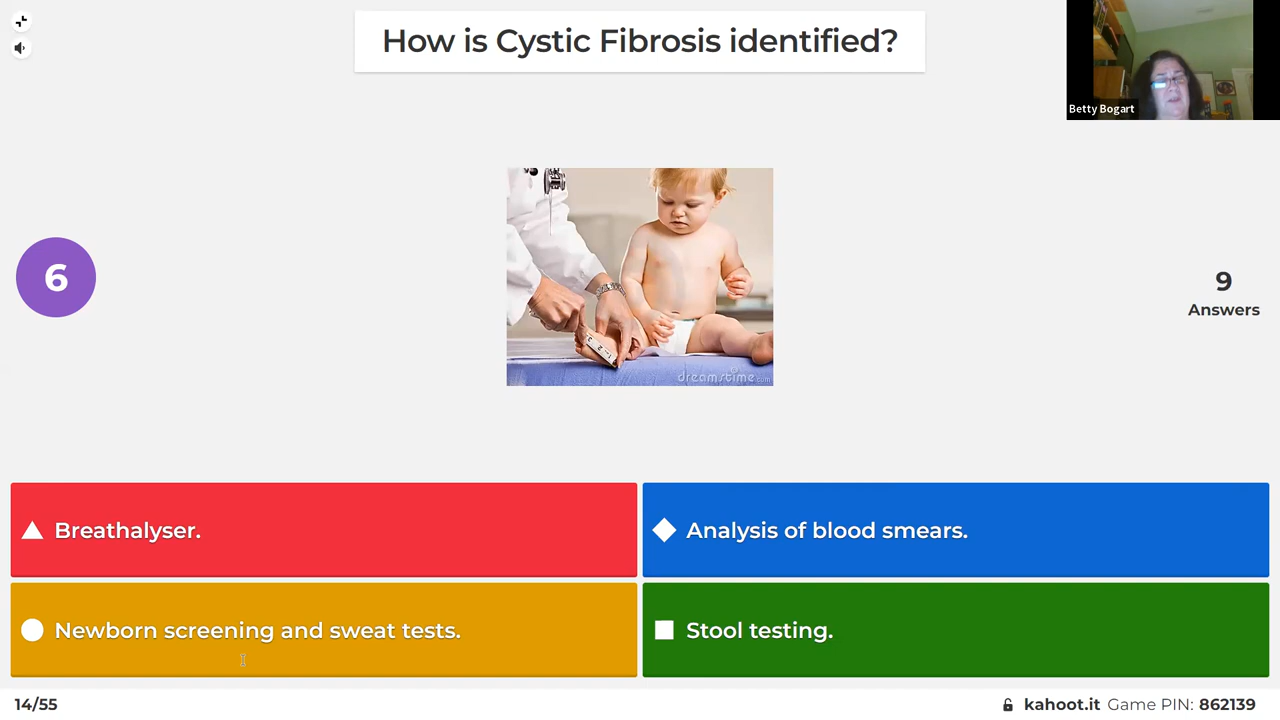 How is Cystic Fibrosis identified?
Betty Bogart
6
9
Answers
dreamstime.com
Breathalyser.
Analysis of blood smears.
Newborn screening and sweat tests.
Stool testing.
14/55
kahoot.it Game PIN: 862139